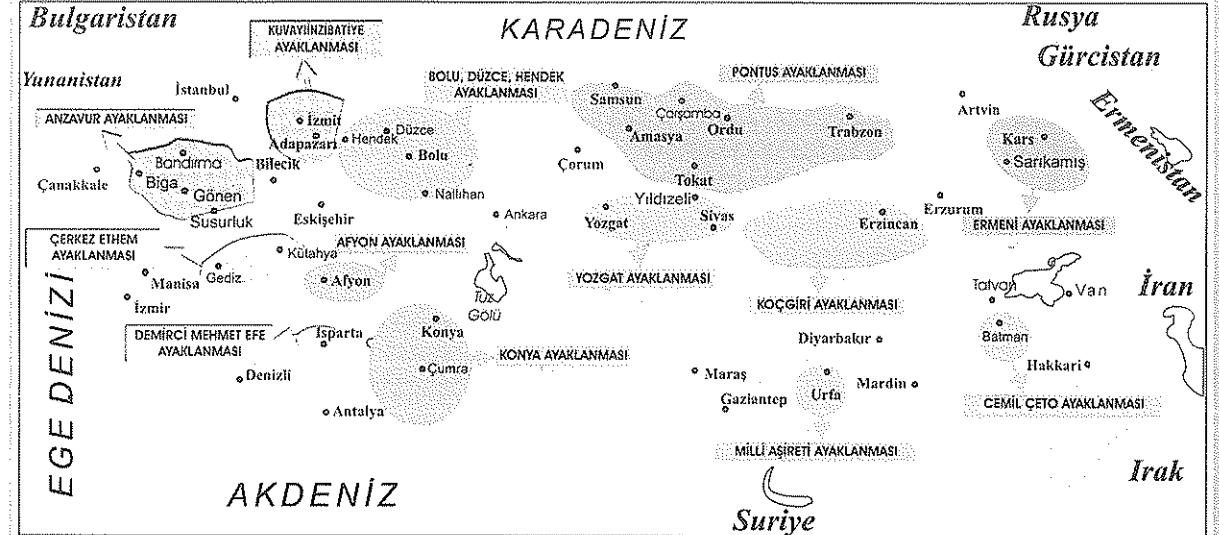 Bulgaristan
KARADENİZ
Rusya
Gürcistan
KUVAYIİNZİBATİYE
AYAKLANMASI
Yunanistan
İstanbul
BOLU, DÜZCE, HENDEK
AYAKLANMASI
PONTUS AYAKLANMASI
Ermenistan
ANZAVUR AYAKLANMASI
İzmit
Adapazarı
Hendek
Düzce
Bolu
Nallıhan
Samsun
Çarşamba
Amasya
Ordu
Trabzon
Artvin
Kars
Sarıkamış
Bandırma
Biga
Gönen
Susurluk
Çanakkale
Bilecik
Eskişehir
Ankara
Çorum
Tokat
Yıldızeli
Yozgat
Sivas
Erzincan
Erzurum
ERMENİ AYAKLANMASI
ÇERKEZ ETHEM
AYAKLANMASI
Manisa
Gediz
Kütahya
AFYON AYAKLANMASI
Afyon
Tuz
Gölü
YOZGAT AYAKLANMASI
KOÇGİRİ AYAKLANMASI
Tatvan
Van
İran
İzmir
EGE DENİZİ
DEMİRCİ MEHMET EFE
AYAKLANMASI
Isparta
Konya
Çumra
KONYA AYAKLANMASI
Diyarbakır
Batman
Hakkari
Denizli
Antalya
Maraş
Gaziantep
Urfa
Mardin
CEMİL ÇETO AYAKLANMASI
MİLLİ AŞİRETİ AYAKLANMASI
AKDENİZ
Suriye
Irak